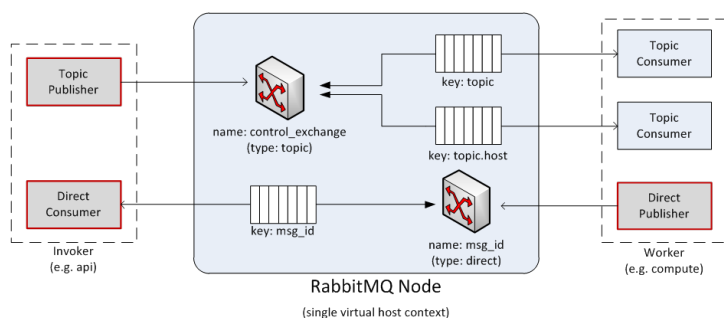 Topic
Publisher
Direct
Consumer
Invoker
(e.g. api)
name: control_exchange
(type: topic)
key: topic
key: topic.host
key: msg_id
name: msg_id
(type: direct)
Topic
Consumer
Topic
Consumer
Direct
Publisher
Worker
(e.g. compute)
RabbitMQ Node
(single virtual host context)